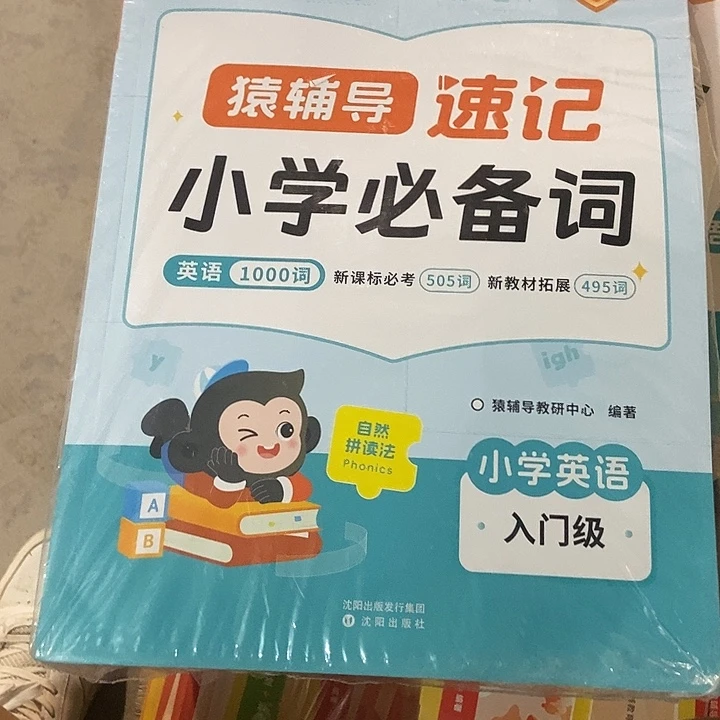 猿辅导 速记
小学必备词
英语 1000词 新课标必考 505词 新教材拓展 495词
y
igh
猿辅导教研中心 编著
自然
拼读法
Phonics
小学英语
入门级
A
B
沈阳出版发行集团
沈阳出版社